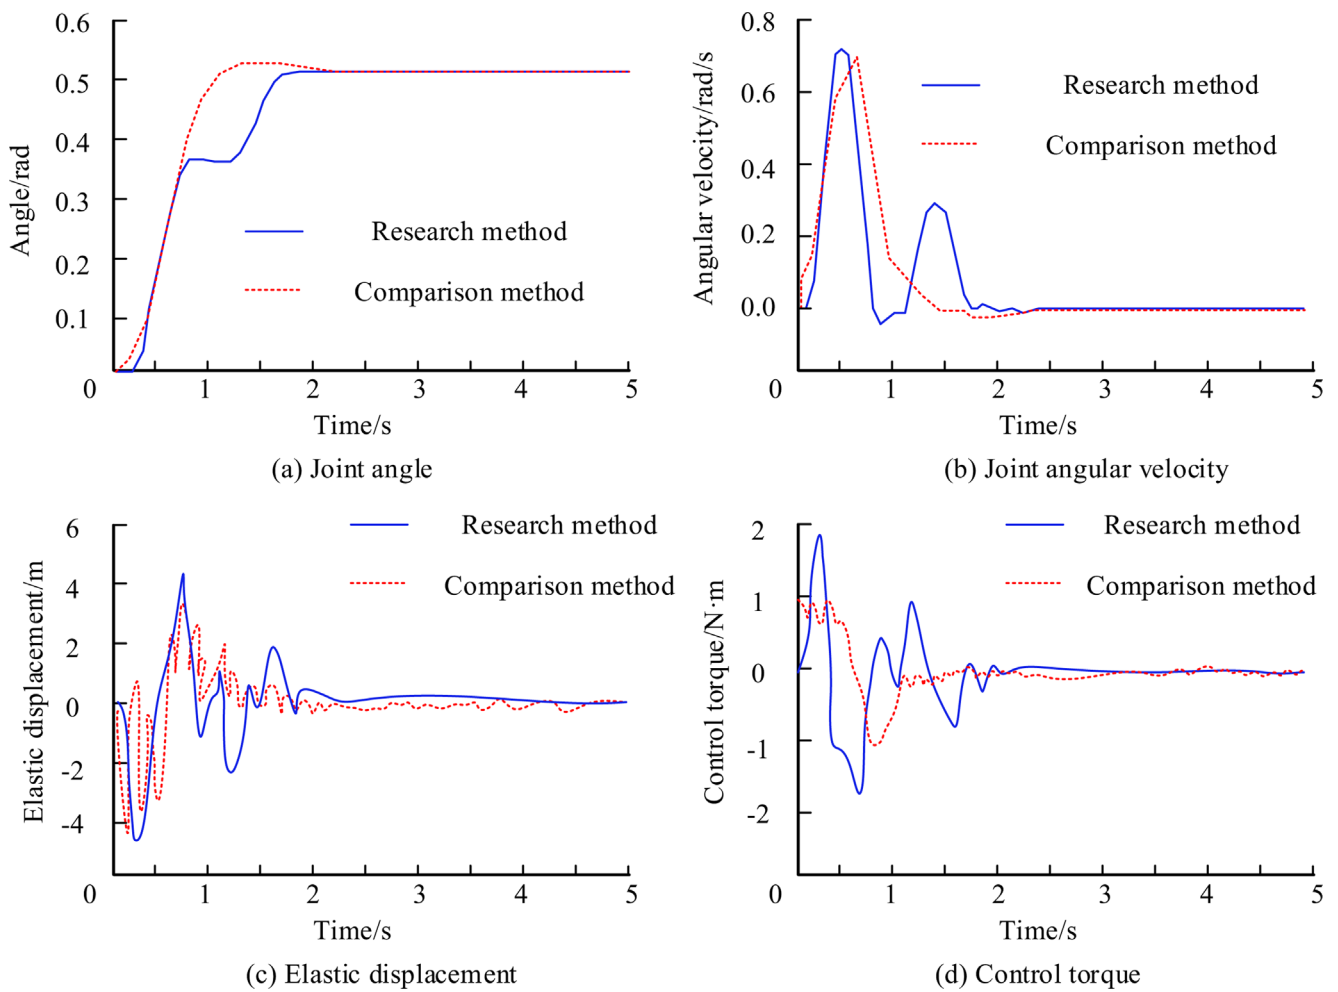 0.6
0.5
0.4
0.3
0.2
0.1
0
1
2
3
4
5
Angle/rad
Research method
Comparison method
Time/s
(a) Joint angle
0.8
0.6
0.4
0.2
0.0
0
1
2
3
4
5
Angular velocity/rad/s
Research method
Comparison method
Time/s
(b) Joint angular velocity
6
4
2
0
-2
-4
0
1
2
3
4
5
Elastic displacement/m
Research method
Comparison method
Time/s
(c) Elastic displacement
2
1
0
-1
-2
0
1
2
3
4
5
Control torque/N·m
Research method
Comparison method
Time/s
(d) Control torque